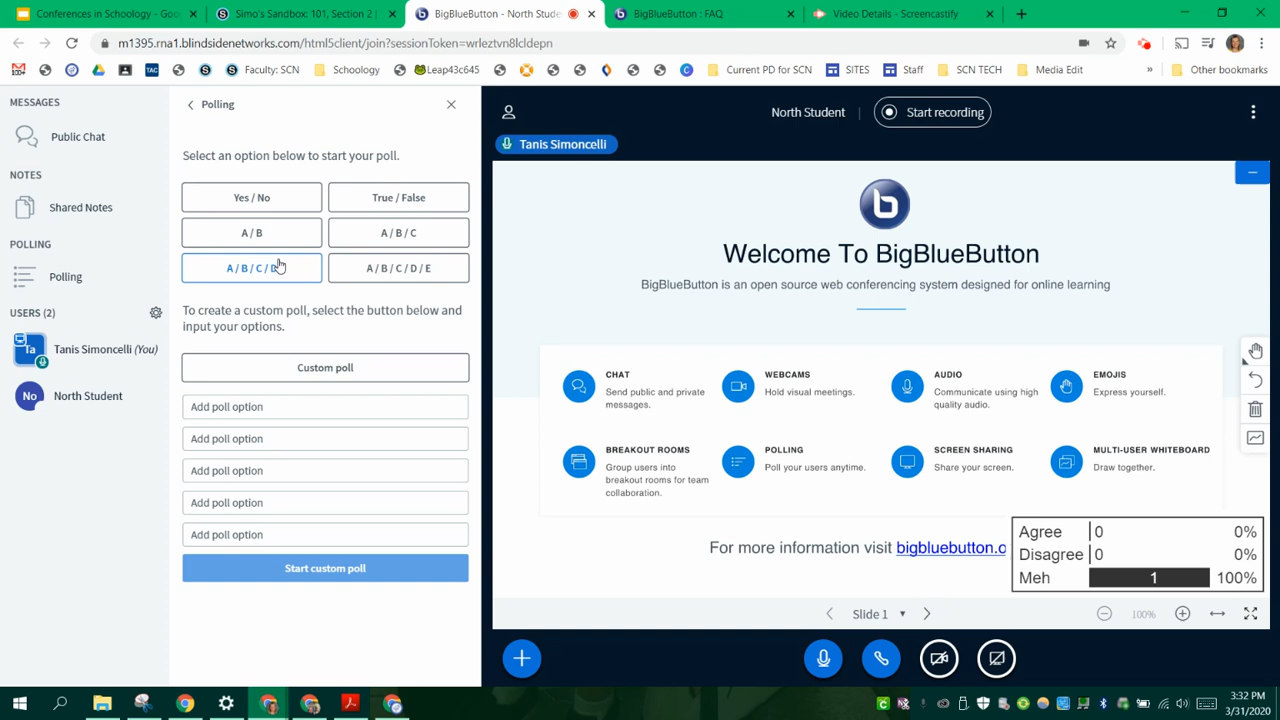 Conferences in Schoology - Goo
Simo's Sandbox: 101, Section 2 |
BigBlueButton - North Stude
BigBlueButton : FAQ
Video Details - Screencastify
m1395.rna1.blindsidenetworks.com/html5client/join?sessionToken=wrleztvn8lcldepn
Faculty: SCN
Schoology
Leap43c645
Current PD for SCN
SITES
Staff
SCN TECH
Media Edit
»
Other bookmarks
MESSAGES
Public Chat
NOTES
Shared Notes
POLLING
Polling
USERS (2)
Ta
Tanis Simoncelli (You)
No
North Student
Polling
Select an option below to start your poll.
Yes / No
True / False
A / B
A / B / C
A / B / C / D
A / B / C / D / E
To create a custom poll, select the button below and
input your options.
Custom poll
Add poll option
Add poll option
Add poll option
Add poll option
Add poll option
Start custom poll
North Student
Start recording
Tanis Simoncelli
b
Welcome To BigBlueButton
BigBlueButton is an open source web conferencing system designed for online learning
CHAT
Send public and private
messages.
WEBCAMS
Hold visual meetings.
AUDIO
Communicate using high
quality audio.
EMOJIS
Express yourself.
BREAKOUT ROOMS
Group users into
breakout rooms for team
collaboration.
POLLING
Poll your users anytime.
SCREEN SHARING
Share your screen.
MULTI-USER WHITEBOARD
Draw together.
For more information visit bigbluebutton.o
Agree 0 0%
Disagree 0 0%
Meh 1 100%
Slide 1
100%
3:32 PM
3/31/2020